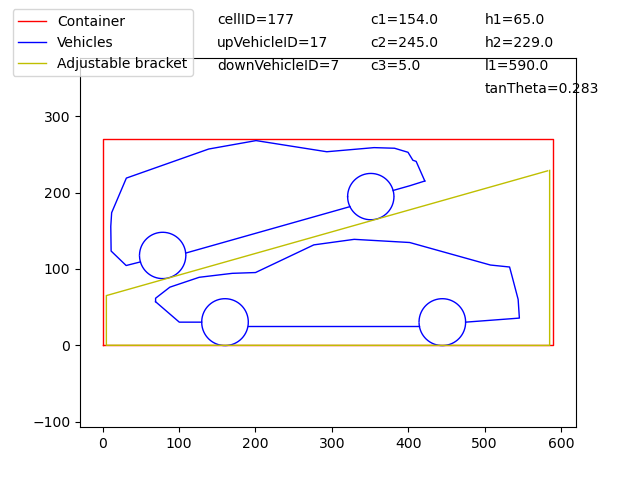 Container
Vehicles
Adjustable bracket
cellID=177
upVehicleID=17
downVehicleID=7
c1=154.0
c2=245.0
c3=5.0
h1=65.0
h2=229.0
l1=590.0
tanTheta=0.283
300
200
100
0
−100
0 100 200 300 400 500 600